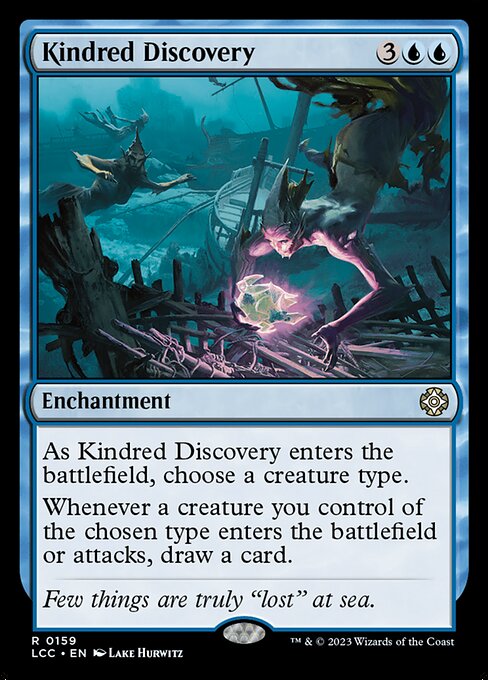 Kindred Discovery 3
Enchantment
As Kindred Discovery enters the
battlefield, choose a creature type.
Whenever a creature you control of
the chosen type enters the battlefield
or attacks, draw a card.
Few things are truly “lost” at sea.
R 0159
LCC • EN Lake Hurwitz
™ & © 2023 Wizards of the Coast